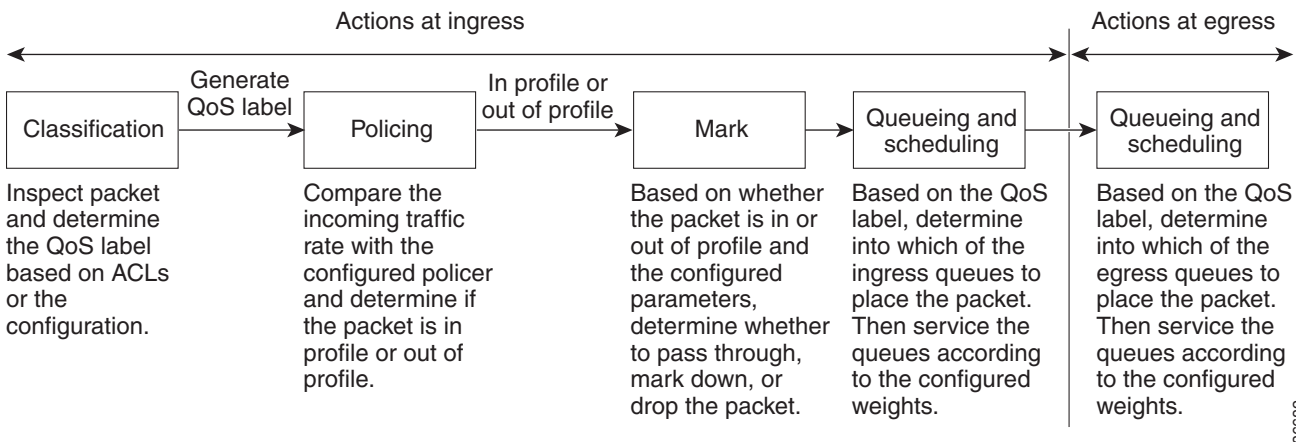 Actions at ingress
Actions at egress
Generate
QoS label
In profile or
out of profile
Classification
Policing
Mark
Queueing and
scheduling
Queueing and
scheduling
Inspect packet
and determine
the QoS label
based on ACLs
or the
configuration.
Compare the
incoming traffic
rate with the
configured policer
and determine if
the packet is in
profile or out of
profile.
Based on whether
the packet is in or
out of profile and
the configured
parameters,
determine whether
to pass through,
mark down, or
drop the packet.
Based on the QoS
label, determine
into which of the
ingress queues to
place the packet.
Then service the
queues according
to the configured
weights.
Based on the QoS
label, determine
into which of the
egress queues to
place the packet.
Then service the
queues according
to the configured
weights.